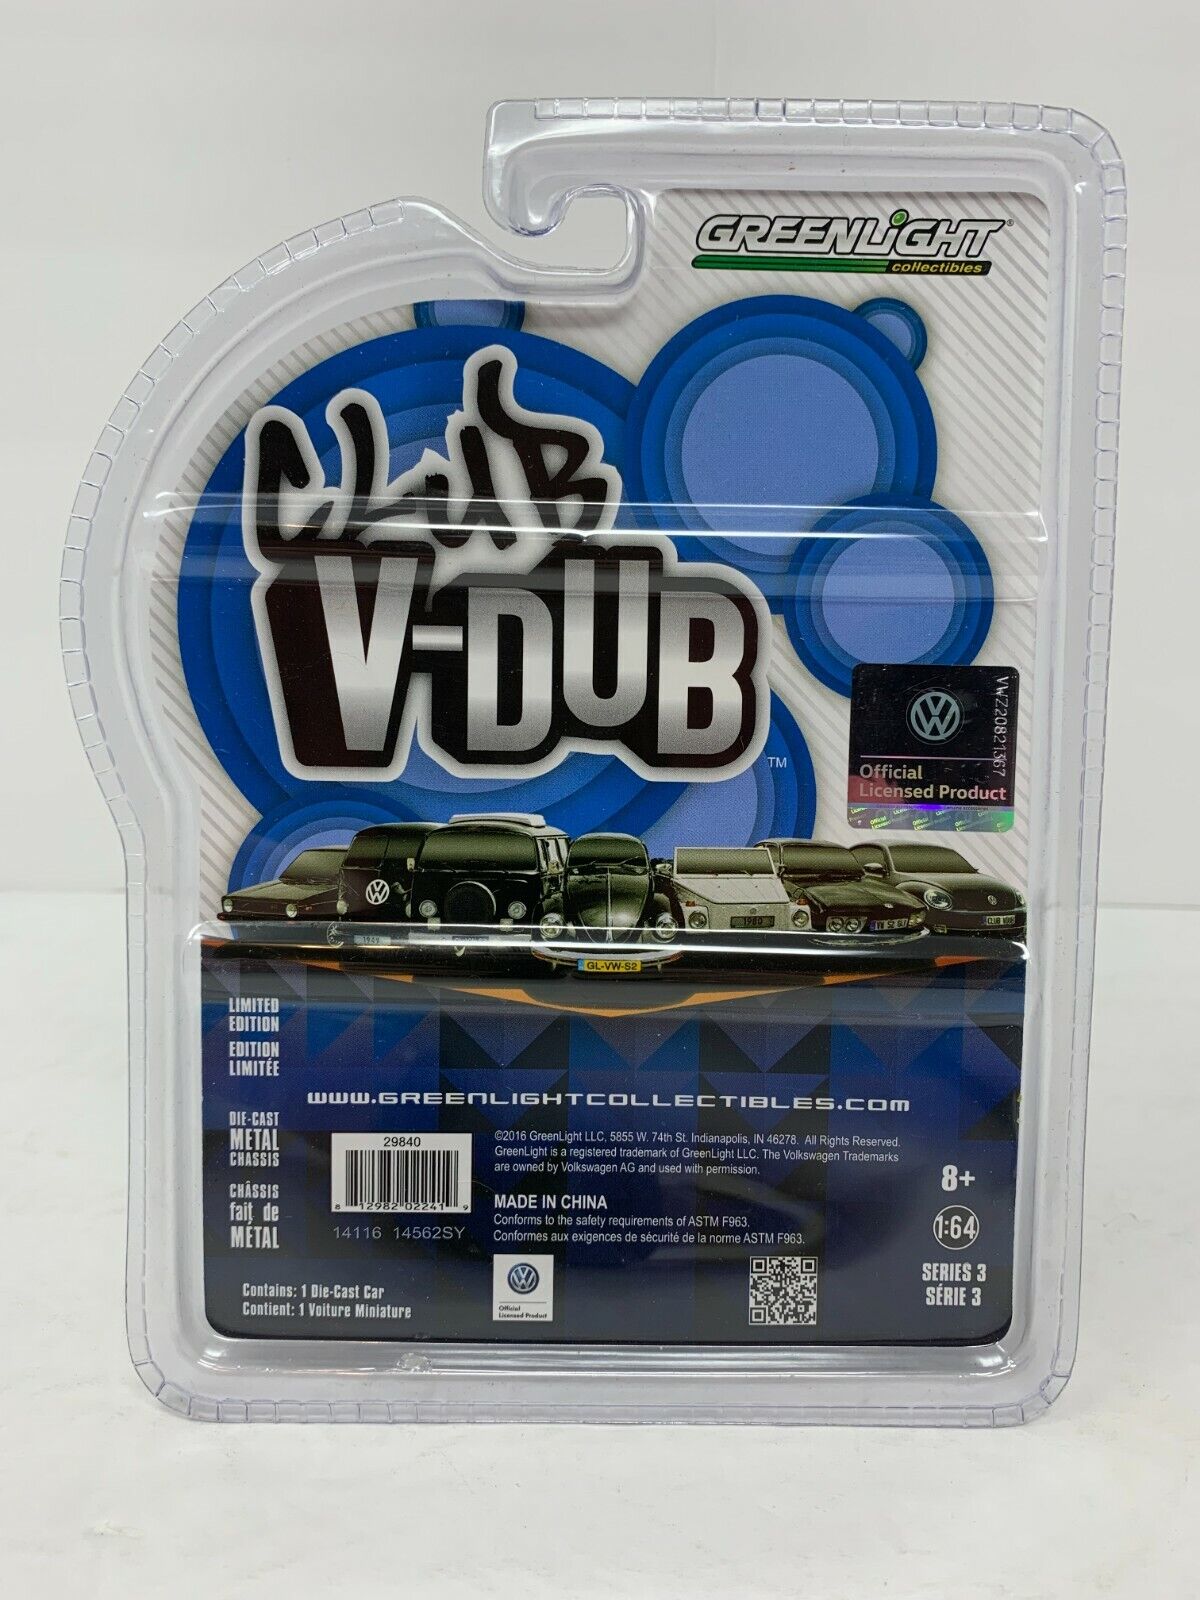 GREENLiGHT®
collectibles
CLUB
V-DUB
TM
VWZ20821367
Official
Licensed Product
1980
GL-VW-S2
LIMITED
EDITION
EDITION
LIMITÉE
www.GREENLIGHTCOLLECTIBLES.com
DIE-CAST
METAL
CHASSIS
CHÂSSIS
fait de
MÉTAL
29840
8 12982 02241 9
14116 14562SY
©2016 GreenLight LLC, 5855 W. 74th St. Indianapolis, IN 46278. All Rights Reserved.
GreenLight is a registered trademark of GreenLight LLC. The Volkswagen Trademarks
are owned by Volkswagen AG and used with permission.
MADE IN CHINA
Conforms to the safety requirements of ASTM F963.
Conformes aux exigences de sécurité de la norme ASTM F963.
8+
1:64
SERIES 3
SÉRIE 3
Contains: 1 Die-Cast Car
Contient: 1 Voiture Miniature
Official
Licensed Product